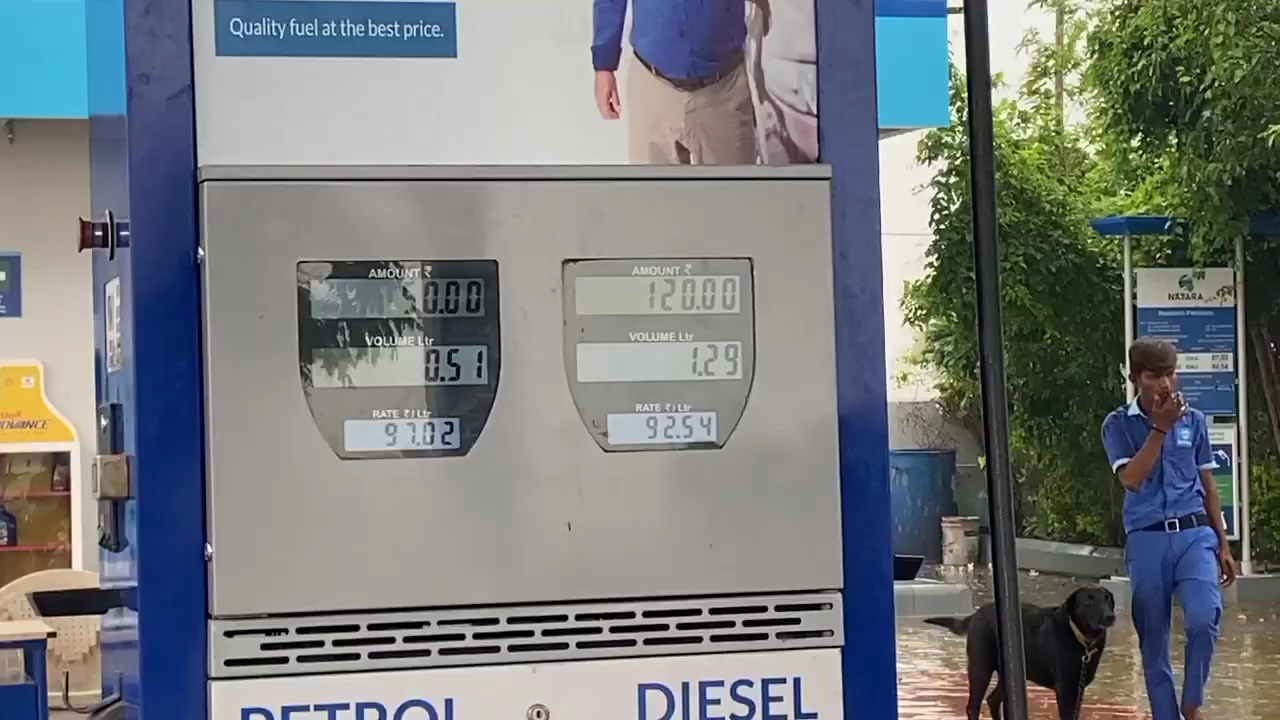 Quality fuel at the best price.
AMOUNT ₹
0.00
VOLUME Ltr
0.51
RATE ₹/Ltr
97.02
AMOUNT ₹
120.00
VOLUME Ltr
1.29
RATE ₹/Ltr
92.54
PETROL
DIESEL
NAYARA
ADVANCE